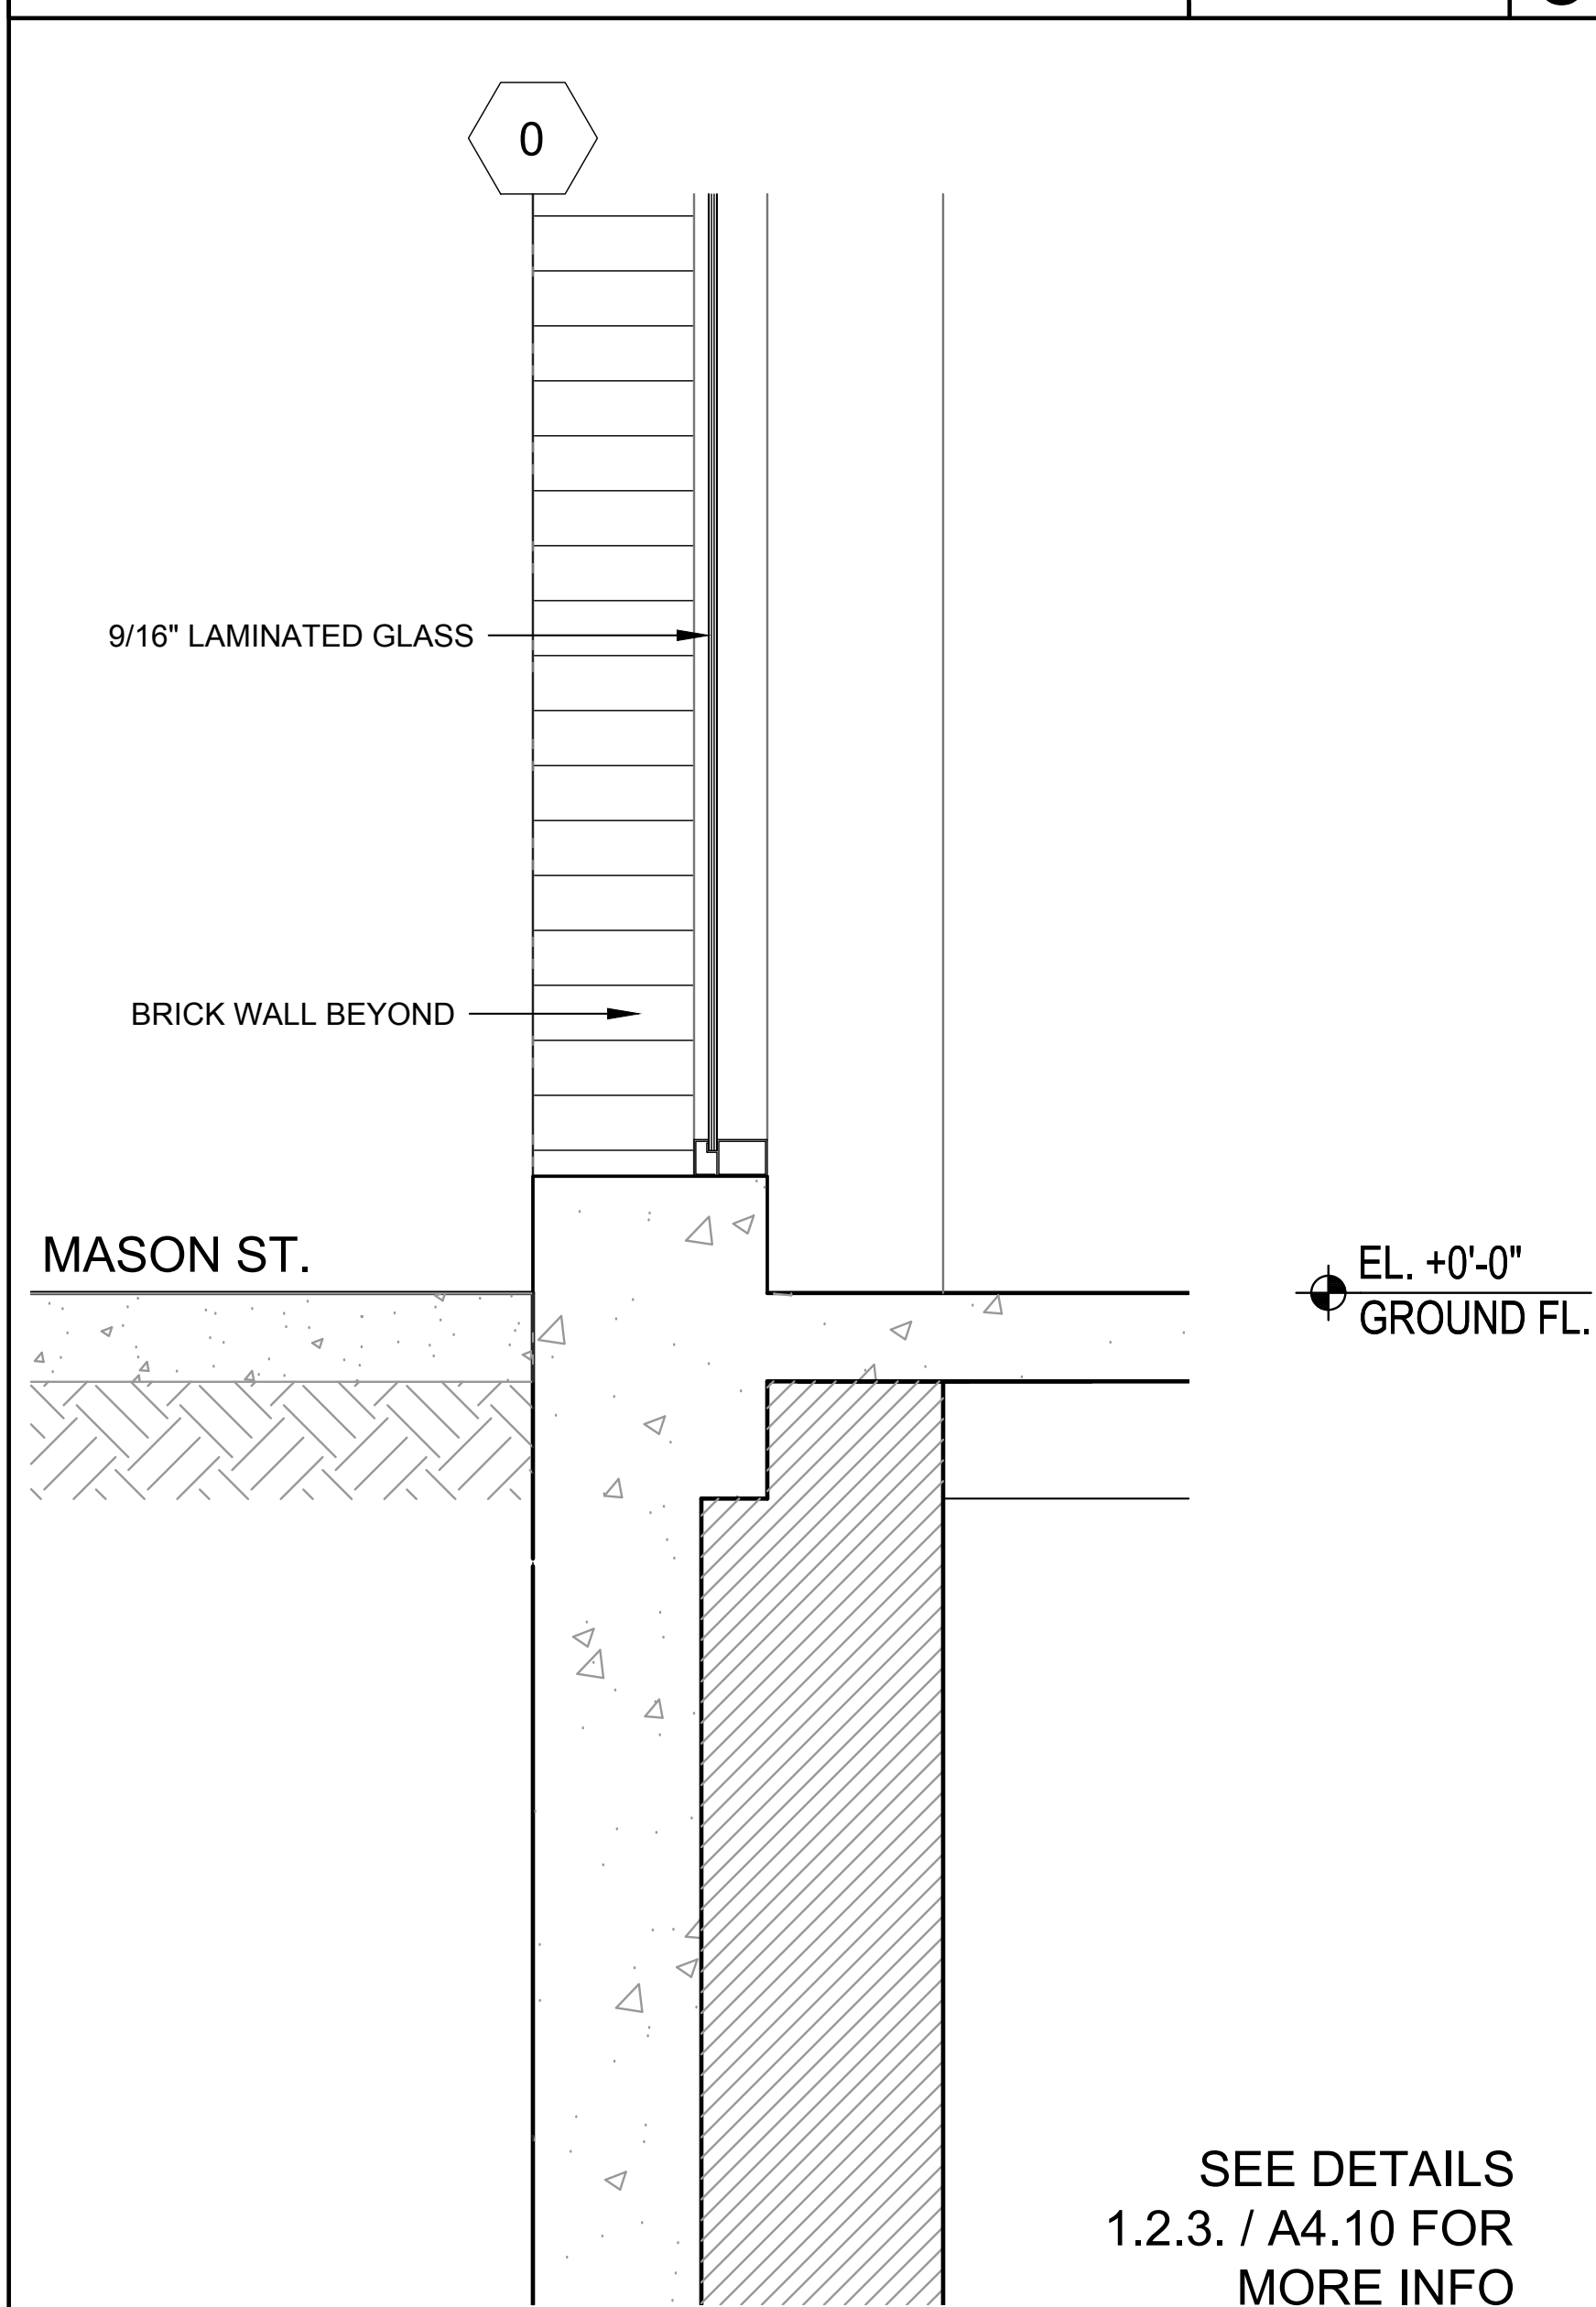 0
9/16" LAMINATED GLASS
BRICK WALL BEYOND
MASON ST.
EL. +0'-0"
GROUND FL.
SEE DETAILS
1.2.3. / A4.10 FOR
MORE INFO